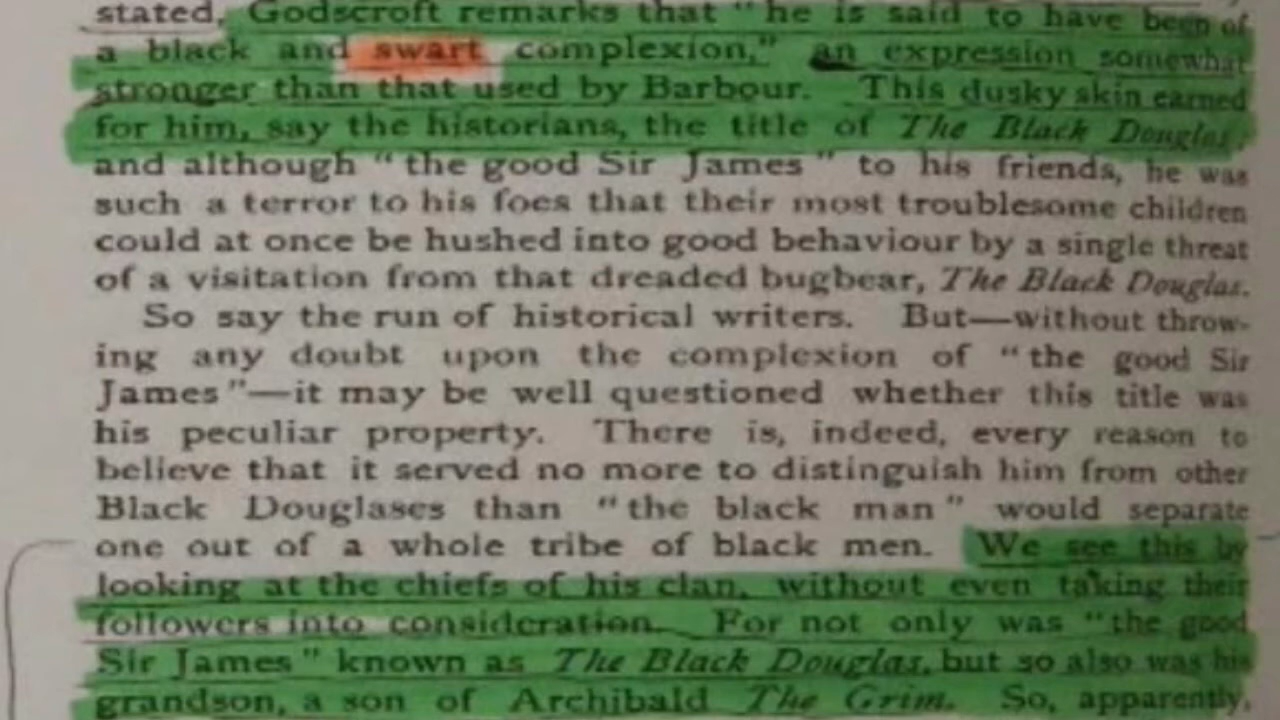 stated. Godscroft remarks that "he is said to have been of
a black and swart complexion," an expression somewhat
stronger than that used by Barbour. This dusky skin earned
for him, say the historians, the title of The Black Douglas,
and although "the good Sir James" to his friends, he was
such a terror to his foes that their most troublesome children
could at once be hushed into good behaviour by a single threat
of a visitation from that dreaded bugbear, The Black Douglas.
So say the run of historical writers. But—without throw-
ing any doubt upon the complexion of "the good Sir
James"—it may be well questioned whether this title was
his peculiar property. There is, indeed, every reason to
believe that it served no more to distinguish him from other
Black Douglases than "the black man" would separate
one out of a whole tribe of black men. We see this by
looking at the chiefs of his clan, without even taking their
followers into consideration. For not only was "the good
Sir James" known as The Black Douglas, but so also was his
grandson, a son of Archibald The Grim. So, apparently,